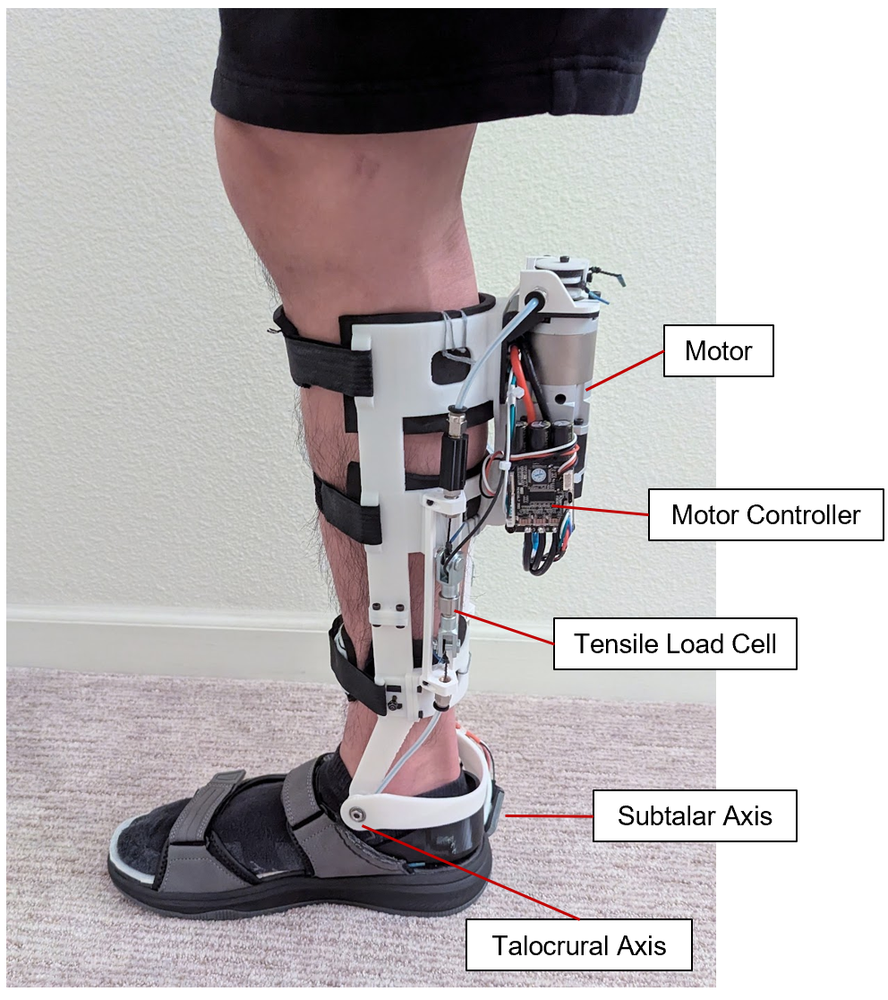 Motor
Motor Controller
Tensile Load Cell
Subtalar Axis
Talocrural Axis